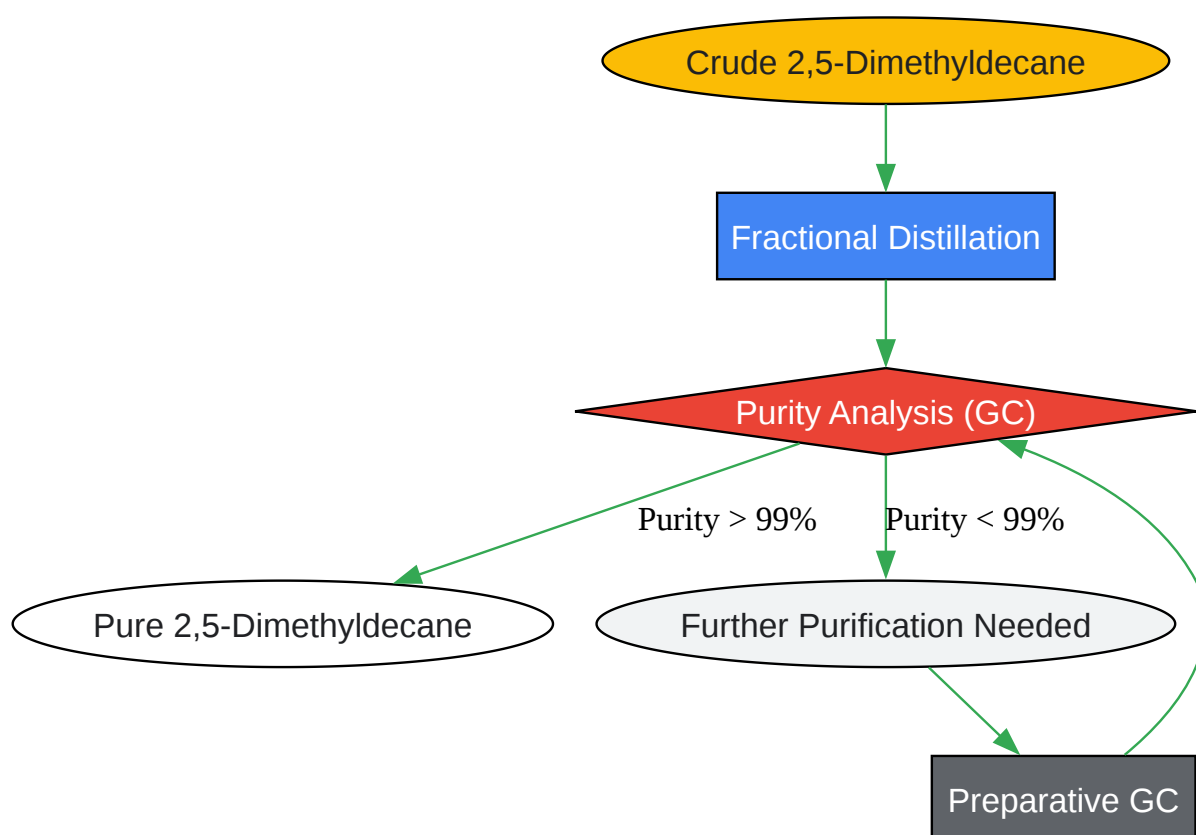 Crude 2,5-Dimethyldecane
Fractional Distillation
Purity Analysis (GC)
Purity > 99%
Purity < 99%
Pure 2,5-Dimethyldecane
Further Purification Needed
Preparative GC